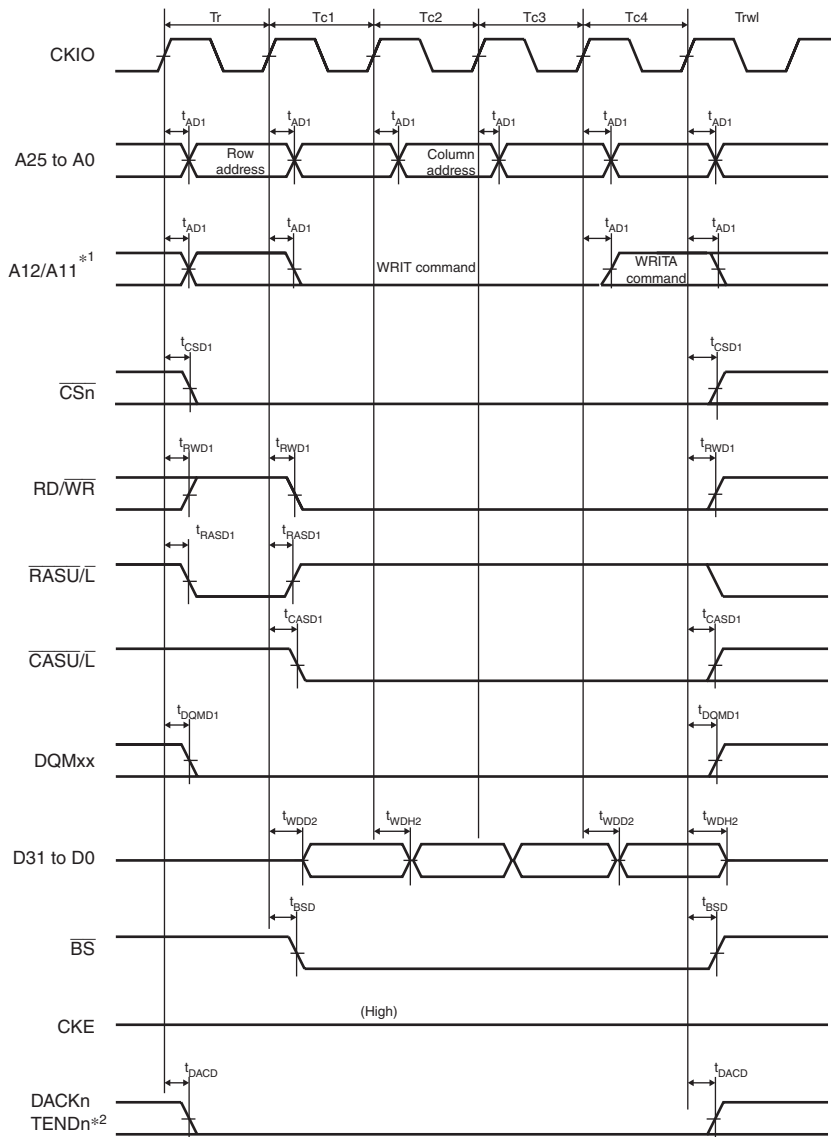 Tr Tc1 Tc2 Tc3 Tc4 Trwl
CKIO
tAD1 tAD1 tAD1 tAD1 tAD1 tAD1
A25 to A0
Row
address
Column
address
tAD1 tAD1 tAD1 tAD1
A12/A11*1
WRIT command
WRITA
command
tCSD1 tCSD1
CSn
tRWD1 tRWD1 tRWD1
RD/WR
tRASD1 tRASD1
RASU/L
tCASD1 tCASD1
CASU/L
tDQMD1 tDQMD1
DQMxx
tWDD2 tWDH2 tWDD2 tWDH2
D31 to D0
tBSD tBSD
BS
(High)
CKE
tDACD tDACD
DACKn
TENDn*2